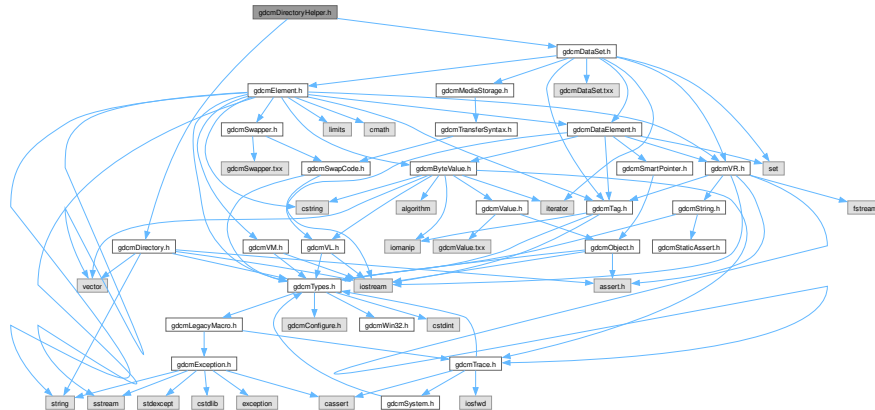 gdcmDirectoryHelper.h
gdcmDataSet.h
gdcmElement.h
gdcmMediaStorage.h
gdcmDataSet.txx
gdcmSwapper.h
limits
cmath
gdcmTransferSyntax.h
gdcmDataElement.h
gdcmSwapper.txx
gdcmSwapCode.h
gdcmByteValue.h
gdcmSmartPointer.h
gdcmVR.h
set
cstring
algorithm
gdcmValue.h
iterator
gdcmTag.h
gdcmString.h
fstream
gdcmDirectory.h
gdcmVM.h
gdcmVL.h
iomanip
gdcmValue.txx
gdcmObject.h
gdcmStaticAssert.h
vector
gdcmTypes.h
iostream
assert.h
gdcmLegacyMacro.h
gdcmConfigure.h
gdcmWin32.h
cstdint
gdcmException.h
gdcmTrace.h
string
sstream
stdexcept
cstdlib
exception
cassert
gdcmSystem.h
iosfwd